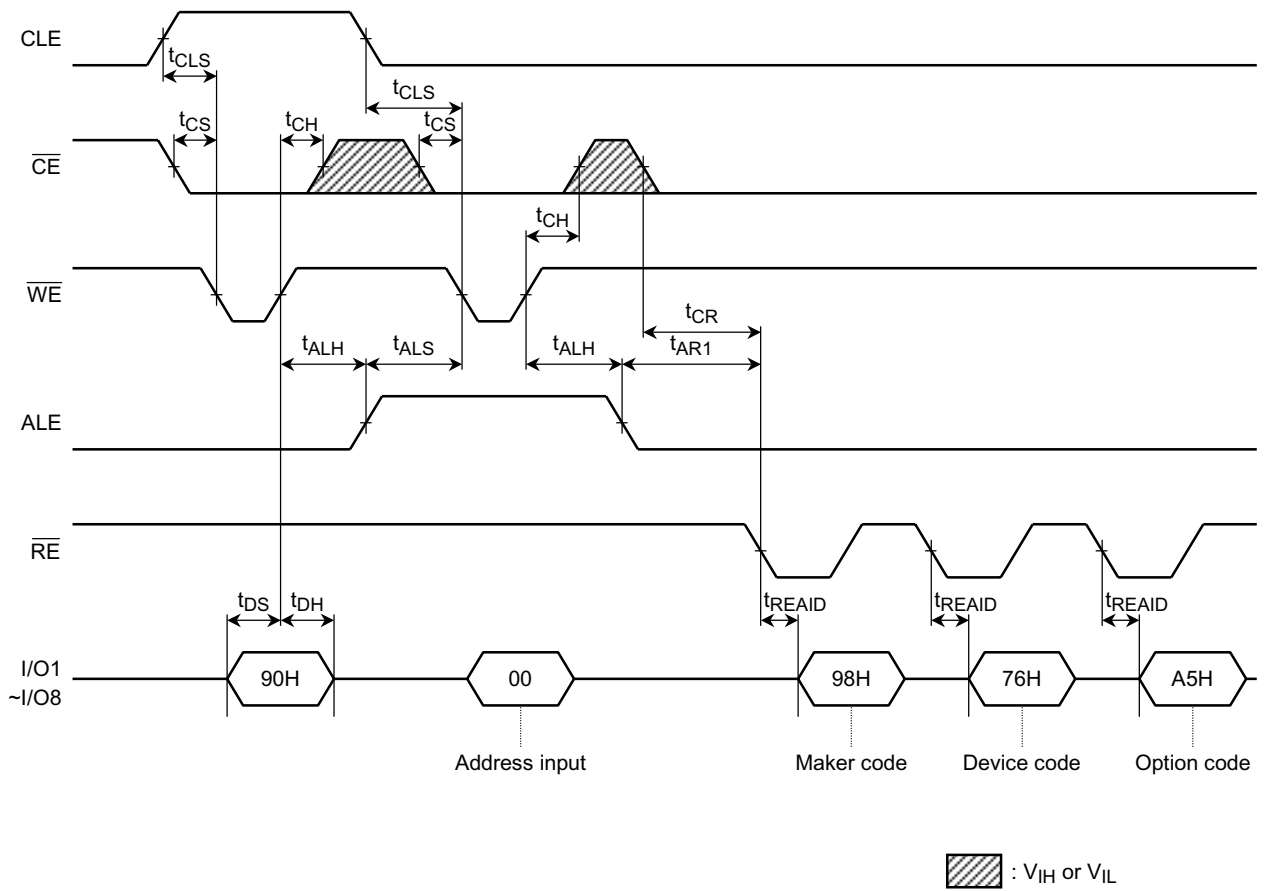 CLE
tCLS
tCLS
tCS
tCH
tCS
CE
tCH
WE
tCR
tALH
tALS
tALH
tAR1
ALE
RE
tDS
tDH
tREAID
tREAID
tREAID
I/O1
~I/O8
90H
00
98H
76H
A5H
Address input
Maker code
Device code
Option code
: VIH or VIL